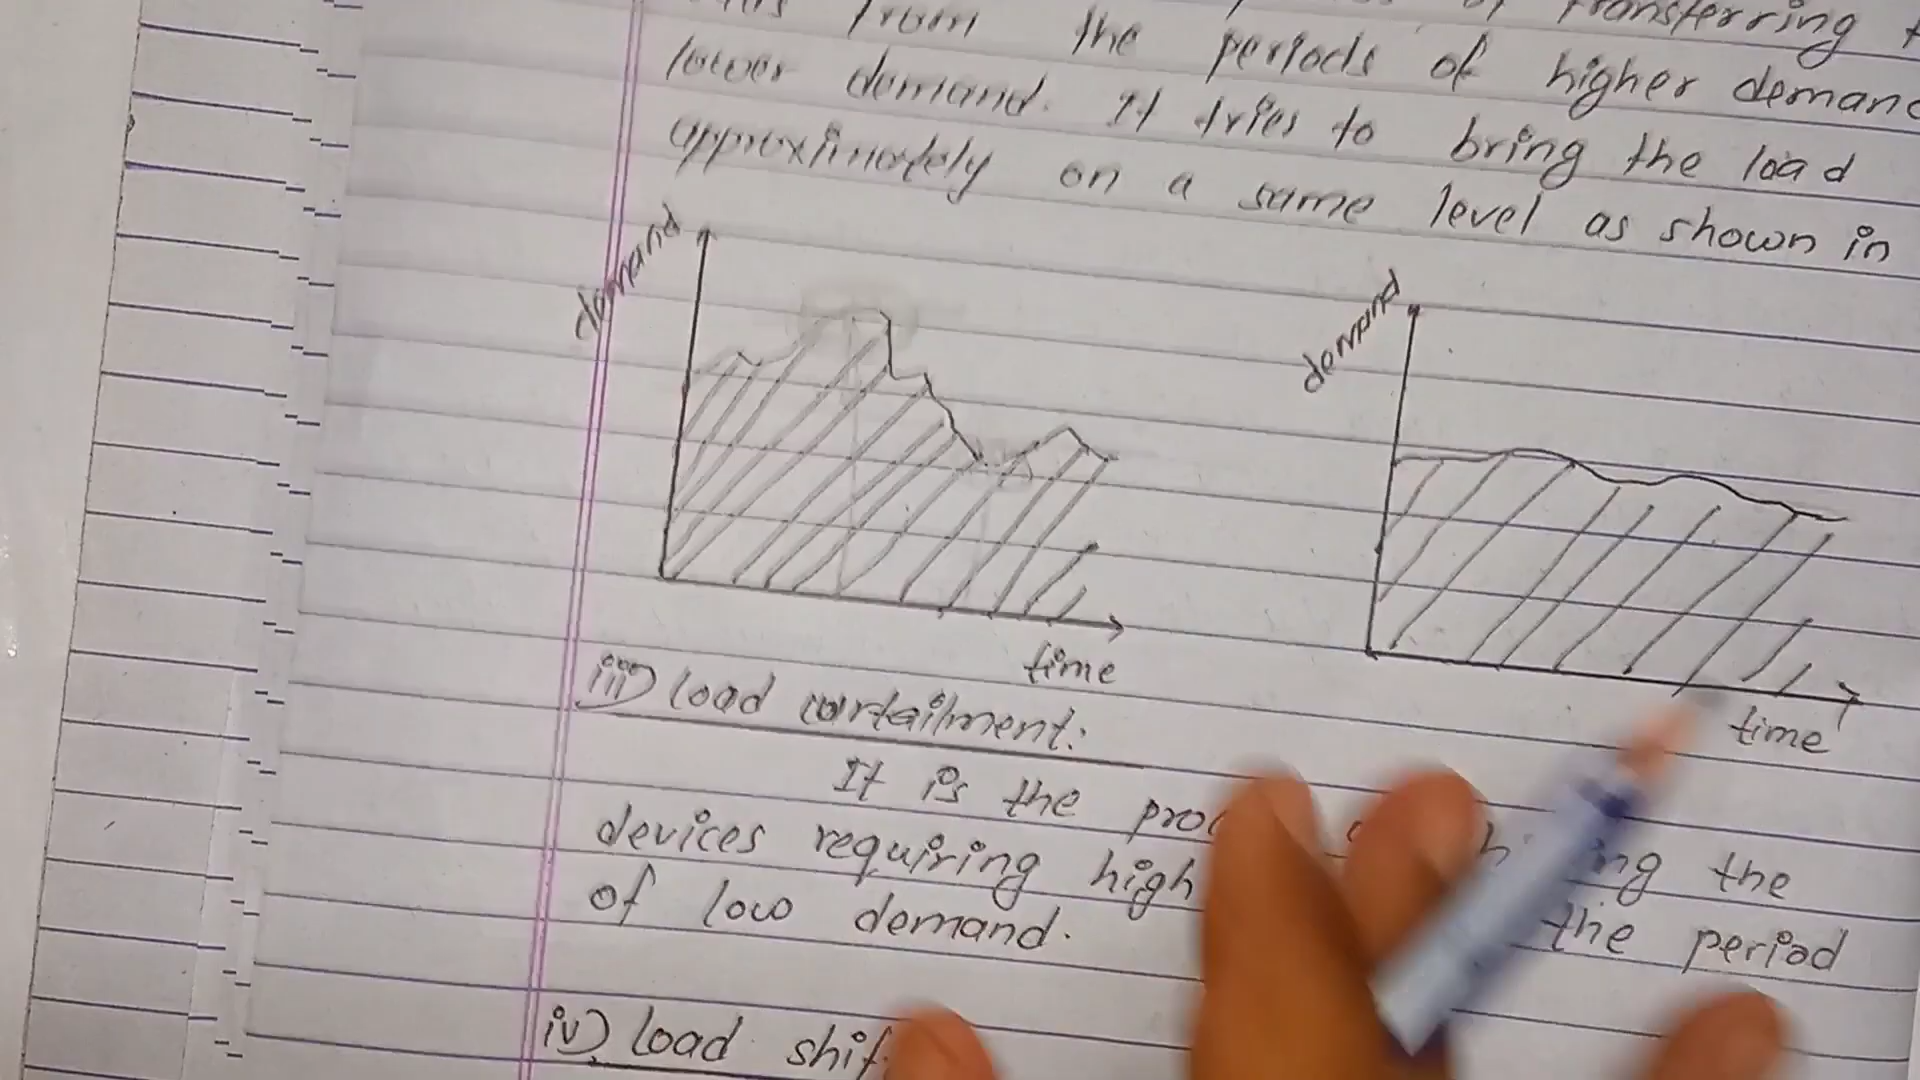 from the periods of higher demand
lower demand. It tries to bring the load
approximately on a same level as shown in
demand
demand
time
time
iii) load curtailment:
It is the
devices requiring high the
of low demand. the period
iv) load